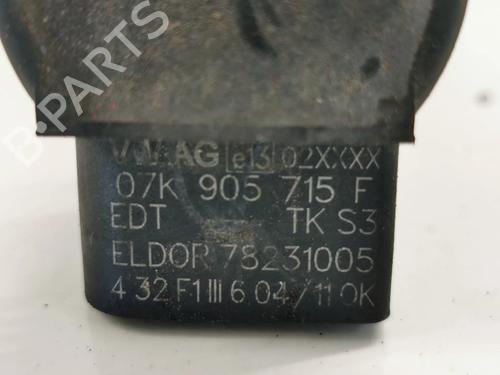 B-PARTS
VW.AG e13 02XXXX
07K 905 715 F
EDT TK S3
ELDOR 78231005
4 32 F1 III 6 04/11 OK